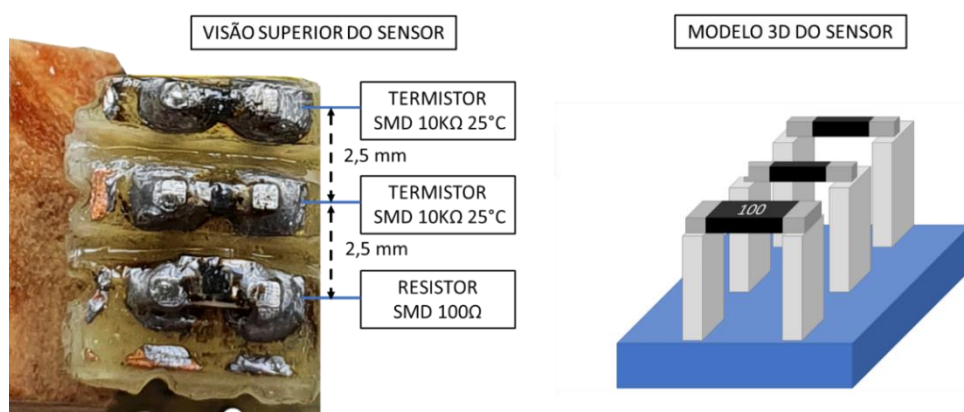 VISÃO SUPERIOR DO SENSOR
TERMISTOR
SMD 10KΩ 25°C
2,5 mm
TERMISTOR
SMD 10KΩ 25°C
2,5 mm
RESISTOR
SMD 100Ω
MODELO 3D DO SENSOR
100